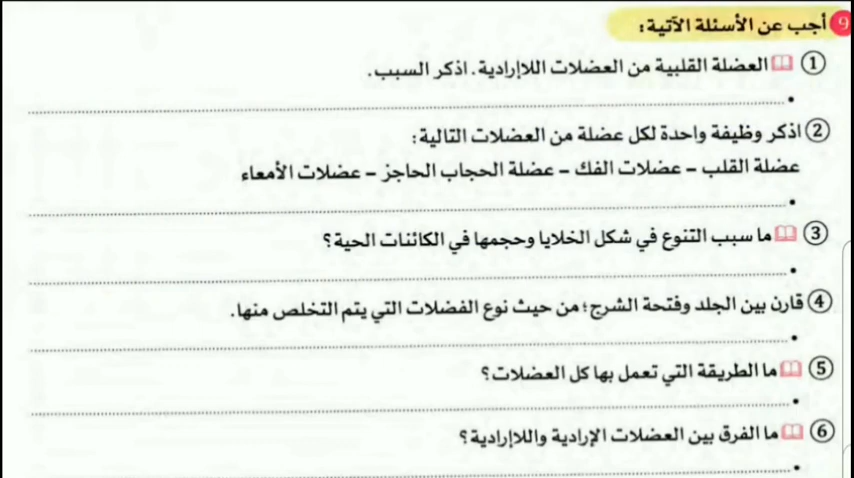 9 أجب عن الأسئلة الآتية:
1 العضلة القلبية من العضلات اللاإرادية. اذكر السبب.
2 اذكر وظيفة واحدة لكل عضلة من العضلات التالية:
عضلة القلب - عضلات الفك - عضلة الحجاب الحاجز - عضلات الأمعاء
3 ما سبب التنوع في شكل الخلايا وحجمها في الكائنات الحية؟
4 قارن بين الجلد وفتحة الشرج؛ من حيث نوع الفضلات التي يتم التخلص منها.
5 ما الطريقة التي تعمل بها كل العضلات؟
6 ما الفرق بين العضلات الإرادية واللاإرادية؟